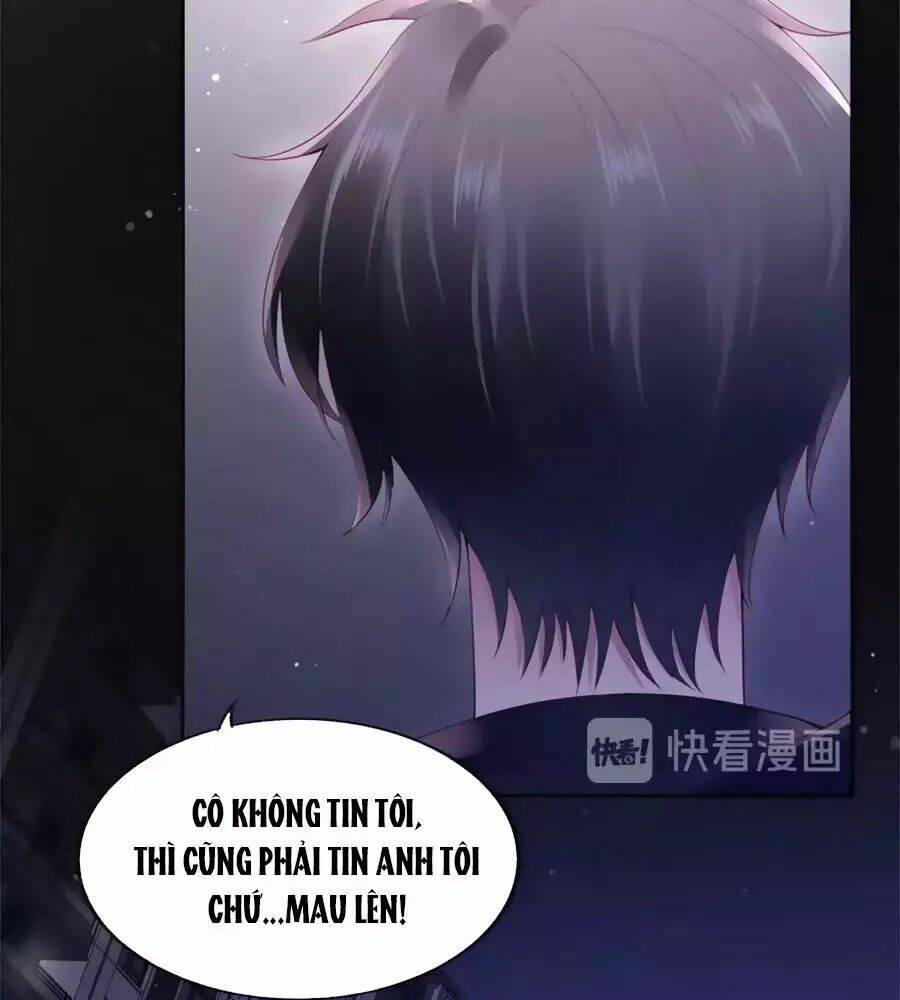 快看! 快看漫画
CÔ KHÔNG TIN TÔI,
THÌ CŨNG PHẢI TIN ANH TÔI
CHỨ...MAU LÊN!